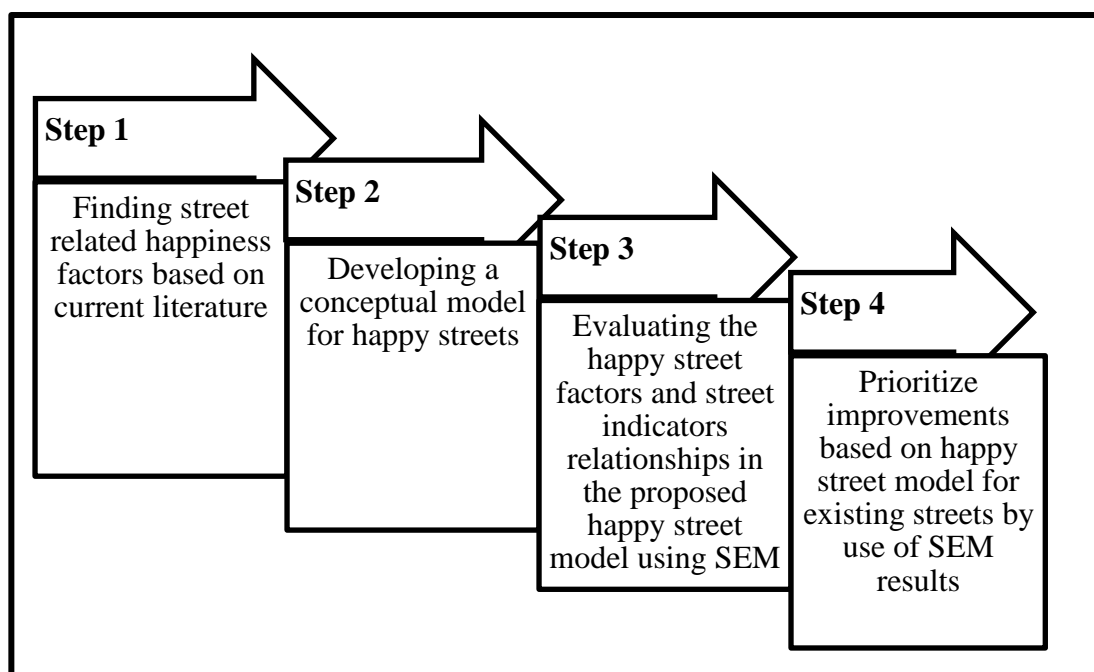 Step 1
Finding street
related happiness
factors based on
current literature
Step 2
Developing a
conceptual model
for happy streets
Step 3
Evaluating the
happy street
factors and street
indicators
relationships in
the proposed
happy street
model using SEM
Step 4
Prioritize
improvements
based on happy
street model for
existing streets by
use of SEM
results